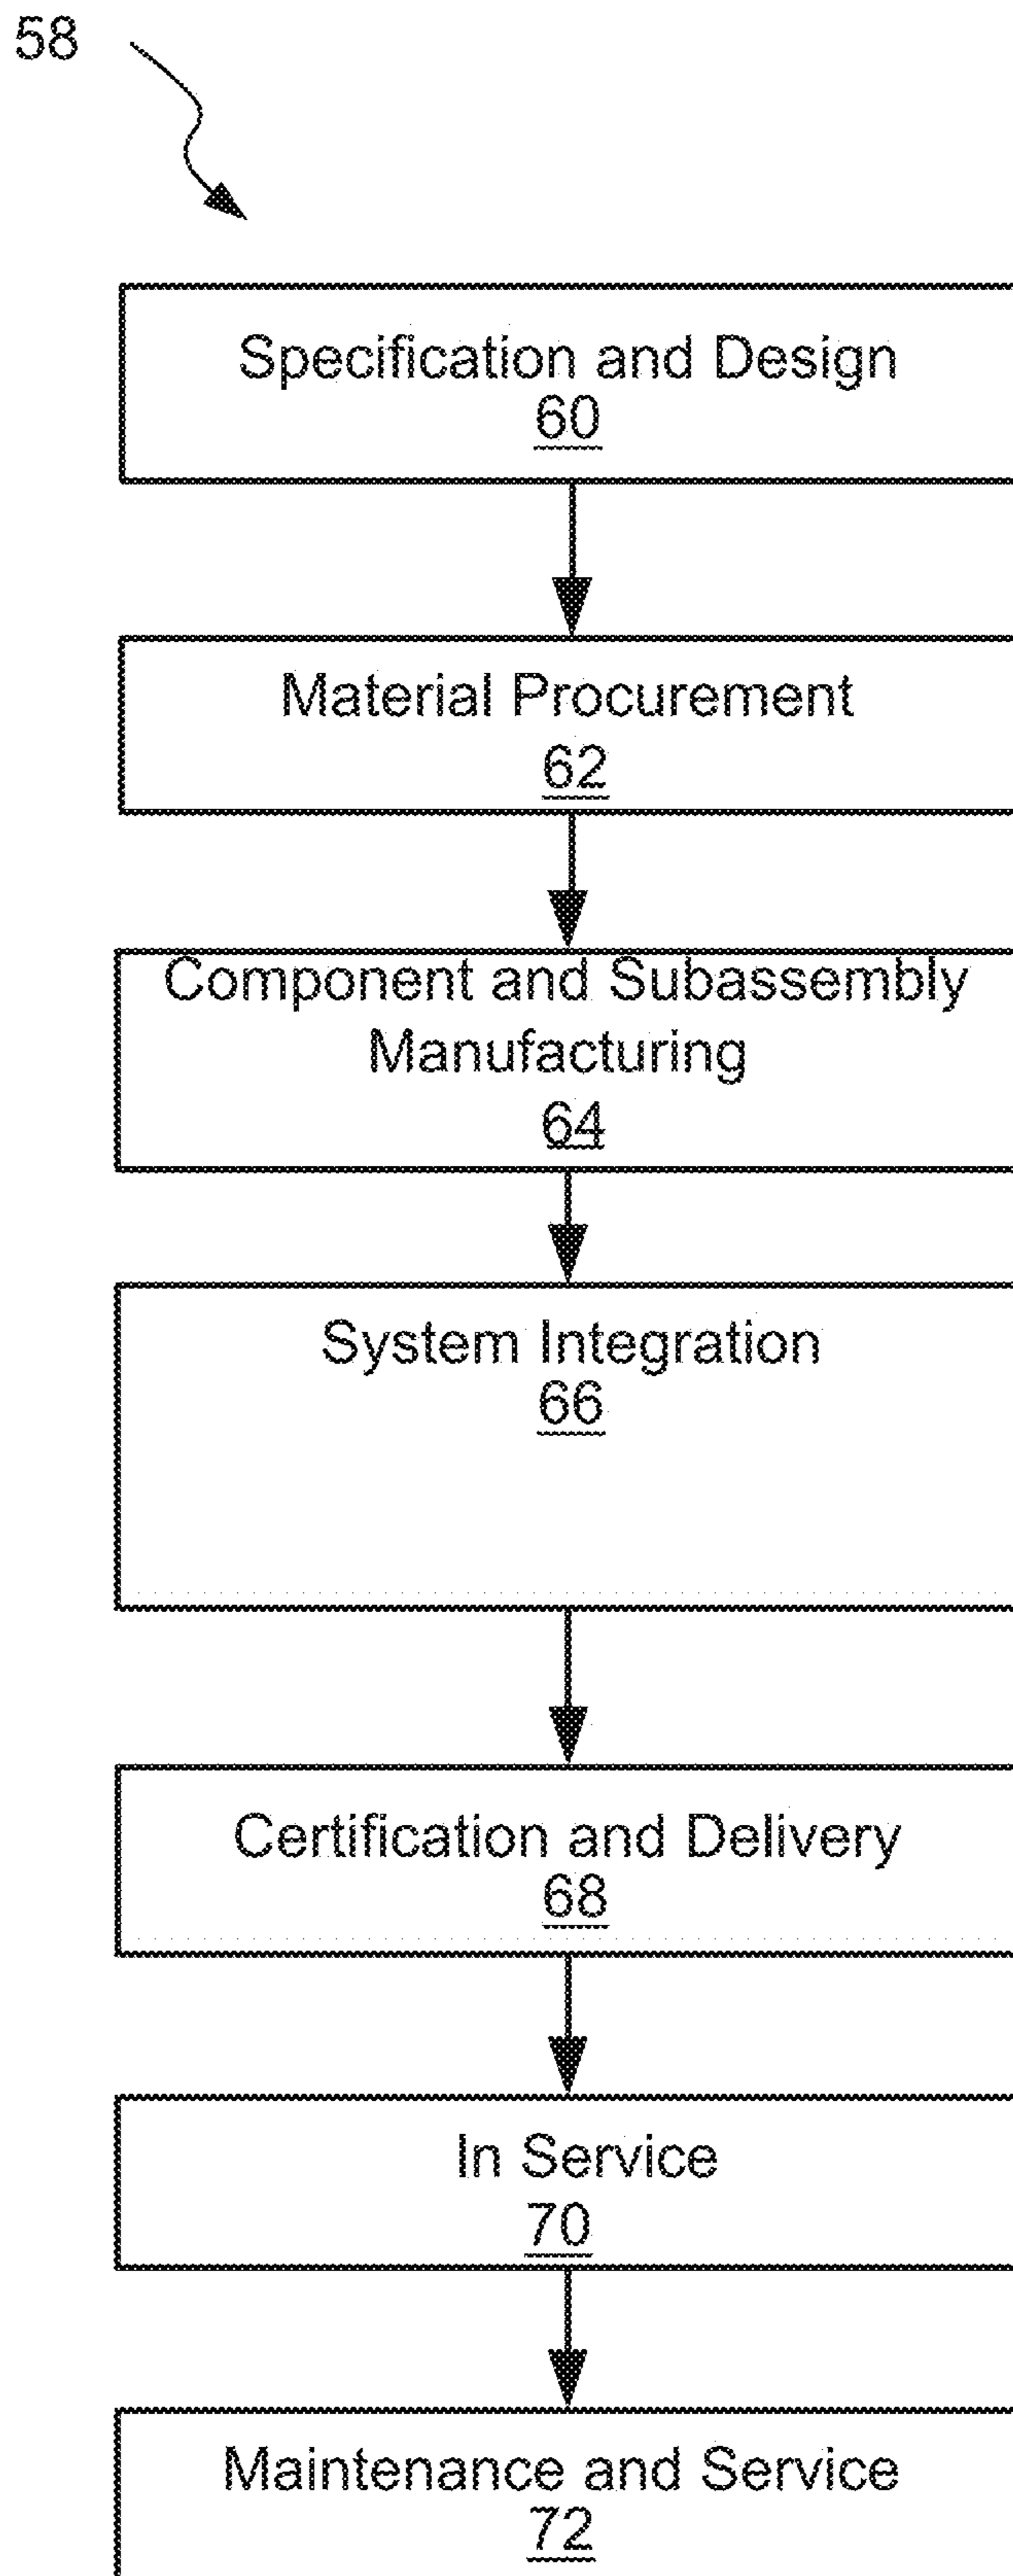 58
Specification and Design
60
Material Procurement
62
Component and Subassembly
Manufacturing
64
System Integration
66
Certification and Delivery
68
In Service
70
Maintenance and Service
72